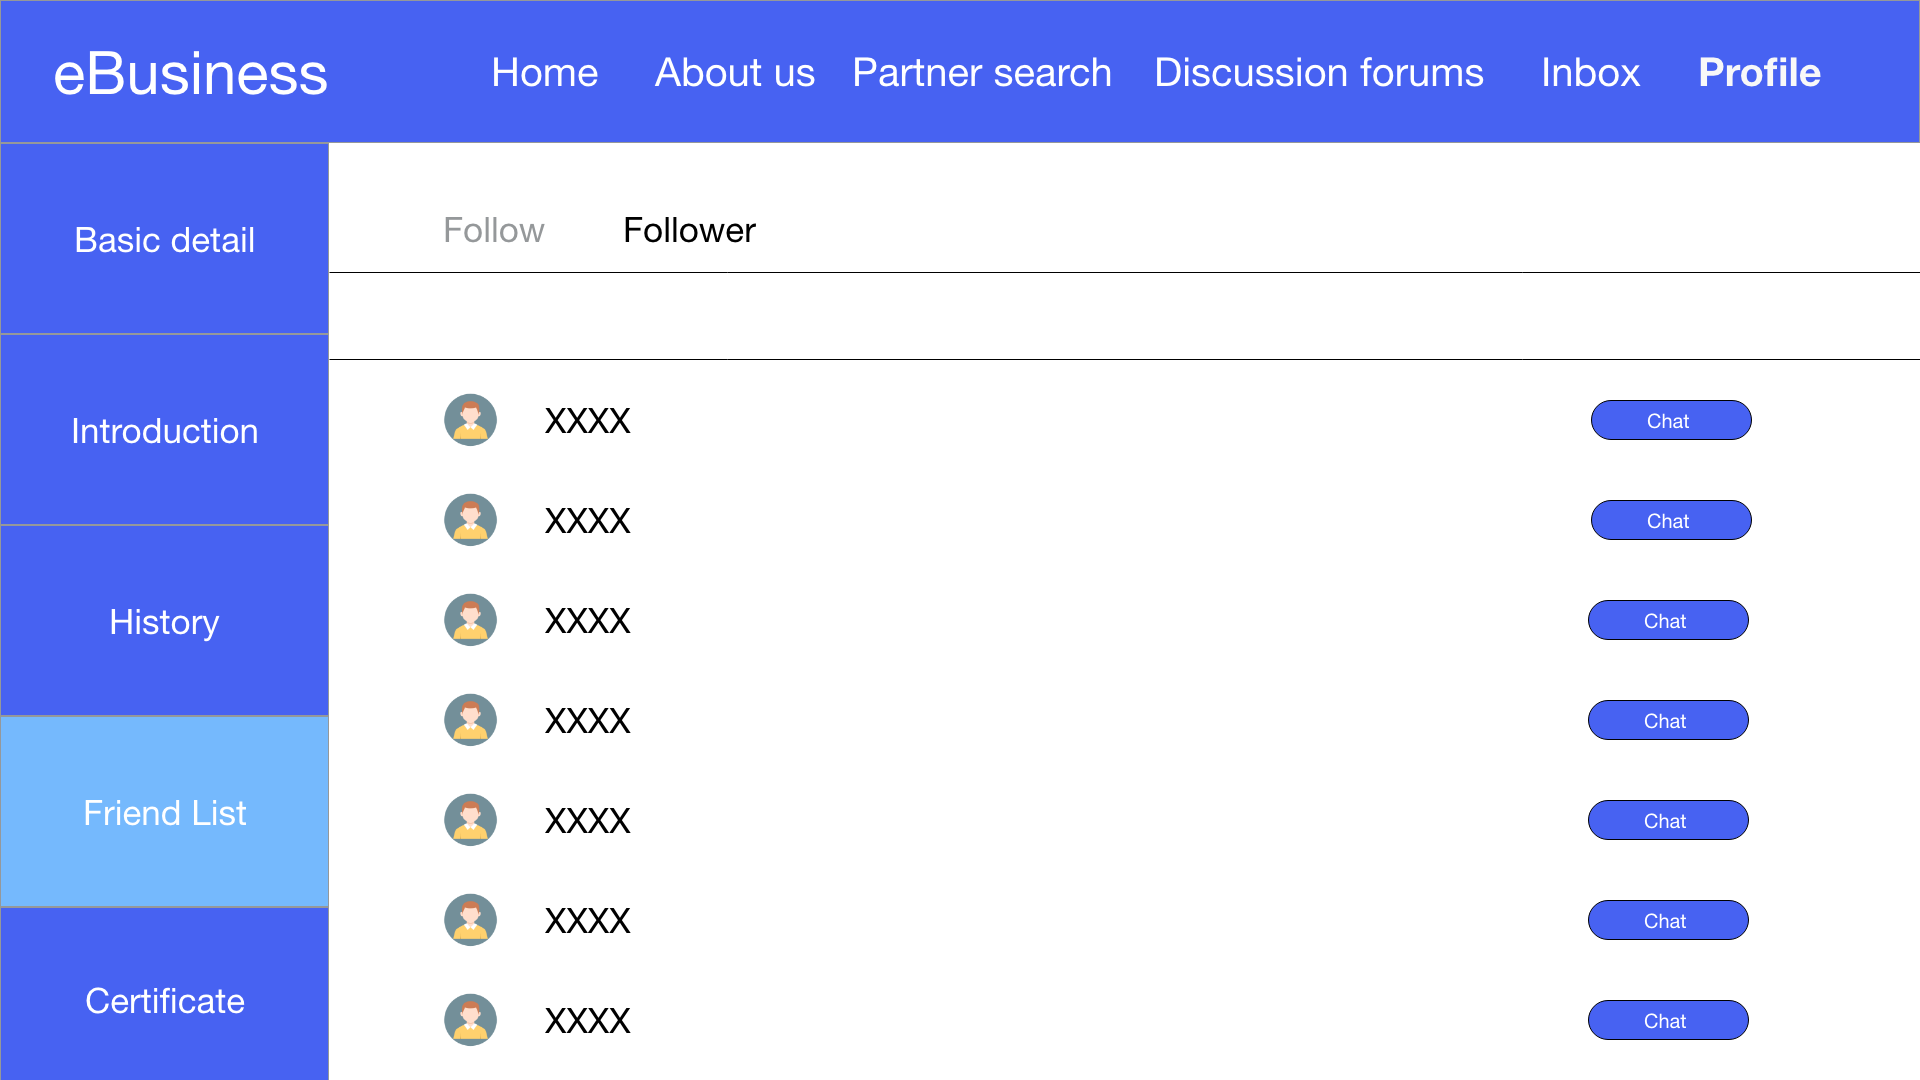 eBusiness
Home About us Partner search Discussion forums Inbox Profile
Basic detail
Introduction
History
Friend List
Certificate
Follow Follower
XXXX Chat
XXXX Chat
XXXX Chat
XXXX Chat
XXXX Chat
XXXX Chat
XXXX Chat